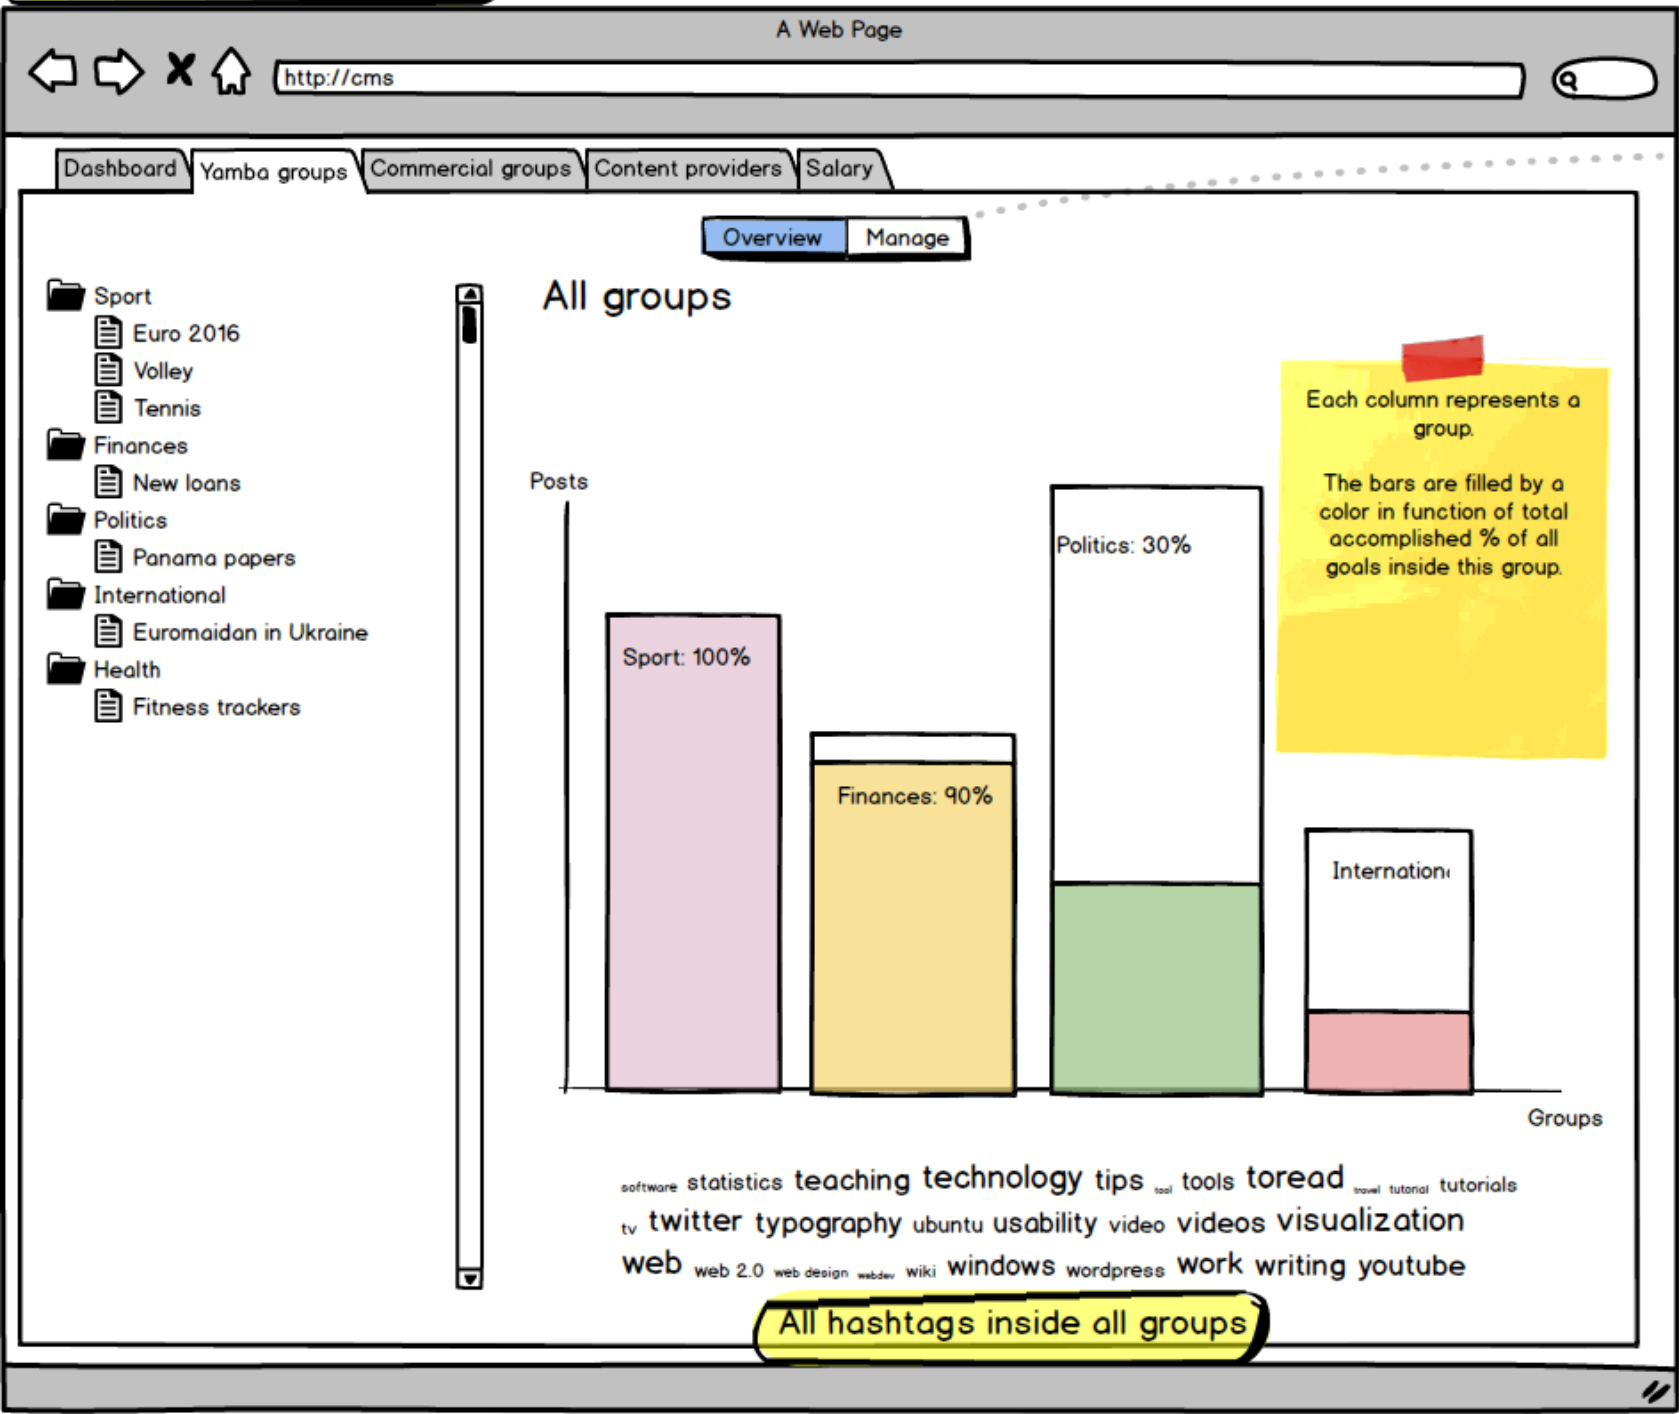 A Web Page
http://cms
Dashboard
Yamba groups
Commercial groups
Content providers
Salary
Overview
Manage
Sport
Euro 2016
Volley
Tennis
Finances
New loans
Politics
Panama papers
International
Euromaidan in Ukraine
Health
Fitness trackers
All groups
Each column represents a
group.
The bars are filled by a
color in function of total
accomplished % of all
goals inside this group.
Posts
Politics: 30%
Sport: 100%
Finances: 90%
Internation
Groups
software statistics teaching technology tips tool tools toread travel tutorial tutorials
tv twitter typography ubuntu usability video videos visualization
web web 2.0 web design webdev wiki windows wordpress work writing youtube
All hashtags inside all groups